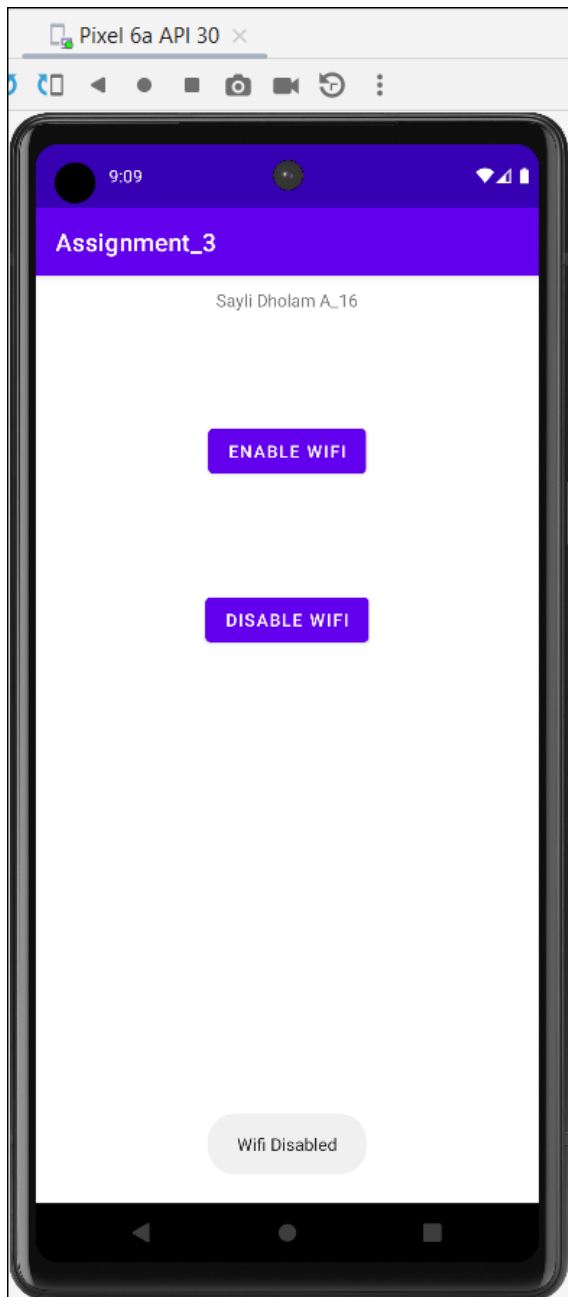 Pixel 6a API 30
9:09
Assignment_3
Sayli Dholam A_16
ENABLE WIFI
DISABLE WIFI
Wifi Disabled